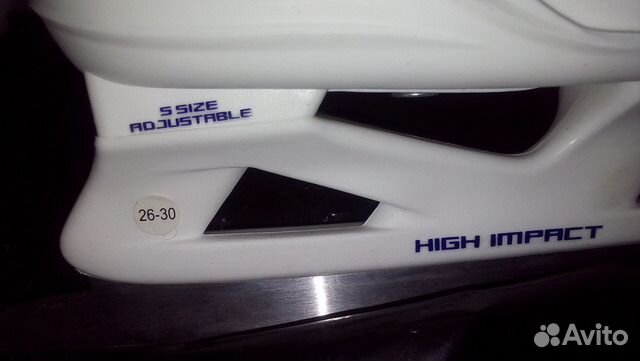 5 SIZE
ADJUSTABLE
26-30
HIGH IMPACT
Avito